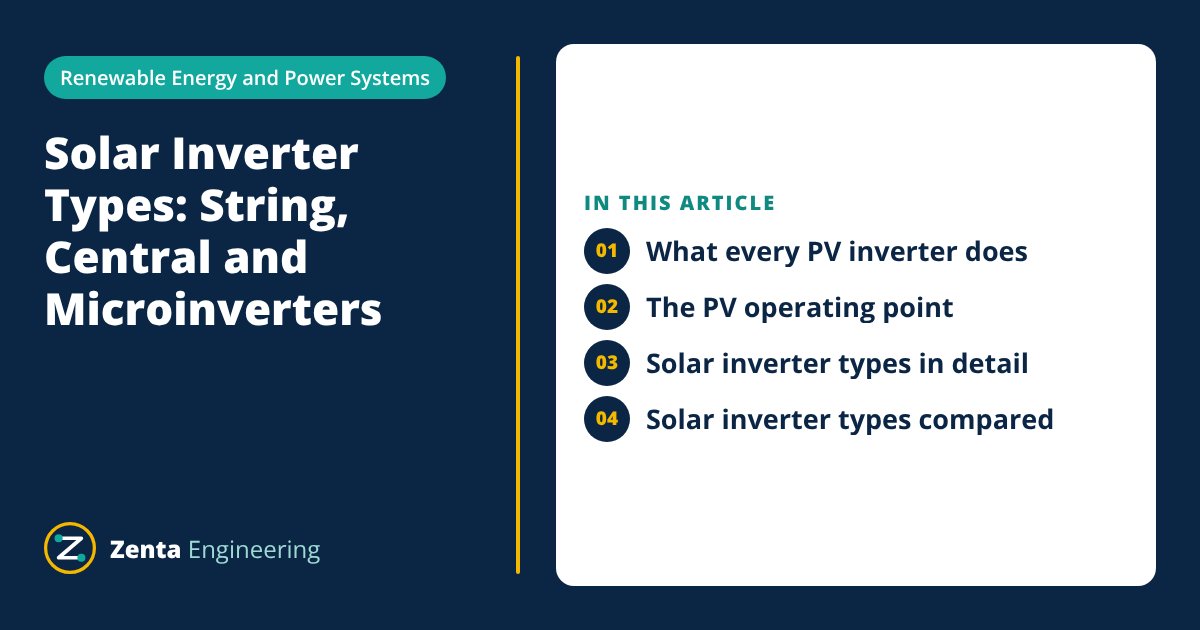 Renewable Energy and Power Systems
Solar Inverter
Types: String,
Central and
Microinverters
Zenta Engineering
IN THIS ARTICLE
01 What every PV inverter does
02 The PV operating point
03 Solar inverter types in detail
04 Solar inverter types compared